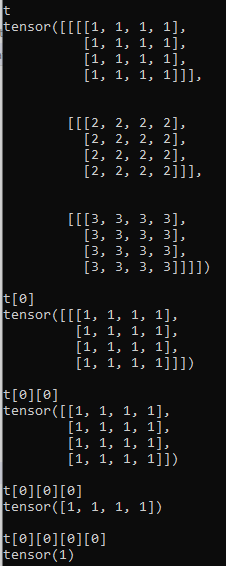 t
tensor([[[[1, 1, 1, 1],
          [1, 1, 1, 1],
          [1, 1, 1, 1],
          [1, 1, 1, 1]]],


        [[[2, 2, 2, 2],
          [2, 2, 2, 2],
          [2, 2, 2, 2],
          [2, 2, 2, 2]]],


        [[[3, 3, 3, 3],
          [3, 3, 3, 3],
          [3, 3, 3, 3],
          [3, 3, 3, 3]]]])

t[0]
tensor([[[1, 1, 1, 1],
         [1, 1, 1, 1],
         [1, 1, 1, 1],
         [1, 1, 1, 1]]])

t[0][0]
tensor([[1, 1, 1, 1],
        [1, 1, 1, 1],
        [1, 1, 1, 1],
        [1, 1, 1, 1]])

t[0][0][0]
tensor([1, 1, 1, 1])

t[0][0][0][0]
tensor(1)